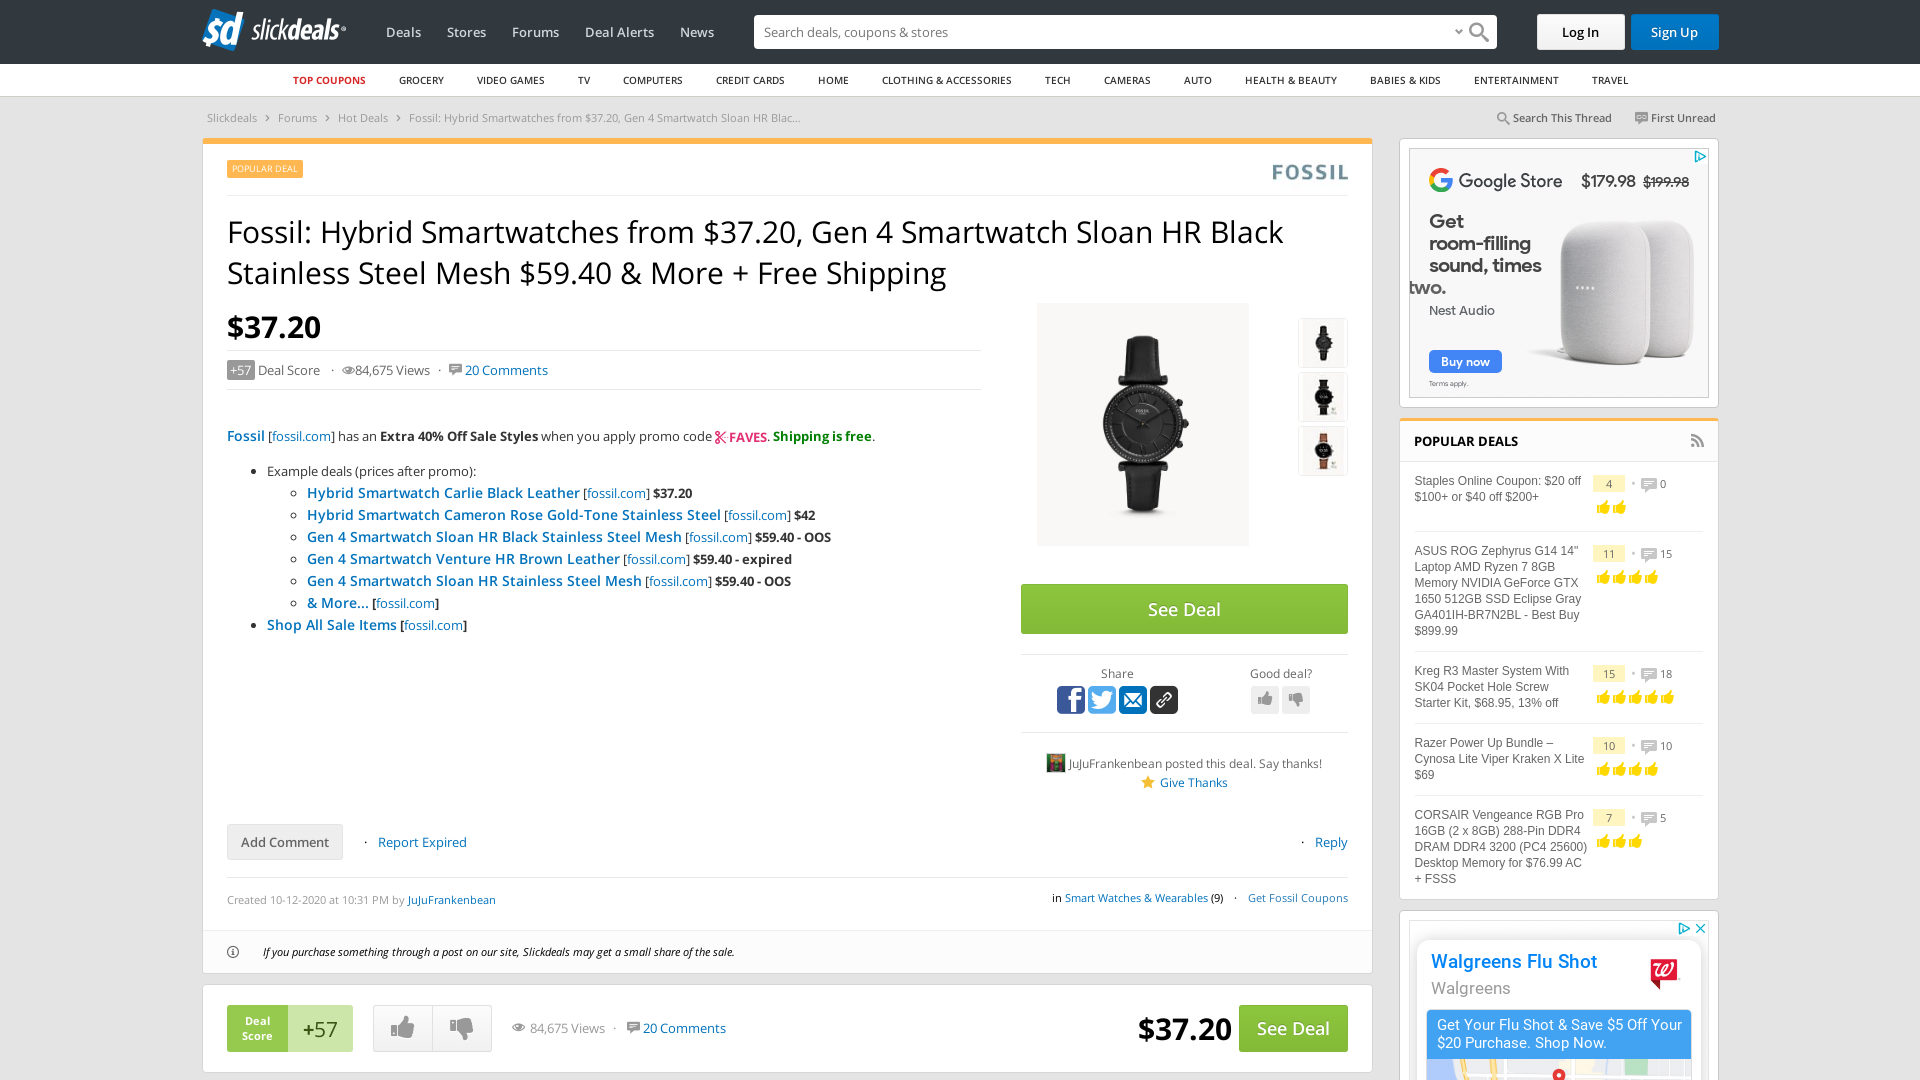 sd slickdeals
Deals Stores Forums Deal Alerts News Search deals, coupons & stores Log In Sign Up
TOP COUPONS GROCERY VIDEO GAMES TV COMPUTERS CREDIT CARDS HOME CLOTHING & ACCESSORIES TECH CAMERAS AUTO HEALTH & BEAUTY BABIES & KIDS ENTERTAINMENT TRAVEL
Slickdeals > Forums > Hot Deals > Fossil: Hybrid Smartwatches from $37.20, Gen 4 Smartwatch Sloan HR Blac...
Search This Thread First Unread
POPULAR DEAL
FOSSIL
Fossil: Hybrid Smartwatches from $37.20, Gen 4 Smartwatch Sloan HR Black
Stainless Steel Mesh $59.40 & More + Free Shipping
$37.20
+57 Deal Score · 84,675 Views · 20 Comments
Fossil [fossil.com] has an Extra 40% Off Sale Styles when you apply promo code FAVES. Shipping is free.
• Example deals (prices after promo):
Hybrid Smartwatch Carlie Black Leather [fossil.com] $37.20
Hybrid Smartwatch Cameron Rose Gold-Tone Stainless Steel [fossil.com] $42
Gen 4 Smartwatch Sloan HR Black Stainless Steel Mesh [fossil.com] $59.40 - OOS
Gen 4 Smartwatch Venture HR Brown Leather [fossil.com] $59.40 - expired
Gen 4 Smartwatch Sloan HR Stainless Steel Mesh [fossil.com] $59.40 - OOS
& More... [fossil.com]
• Shop All Sale Items [fossil.com]
See Deal
Share
Good deal?
JuJuFrankenbean posted this deal. Say thanks!
Give Thanks
Add Comment · Report Expired
· Reply
Created 10-12-2020 at 10:31 PM by JuJuFrankenbean
in Smart Watches & Wearables (9) · Get Fossil Coupons
If you purchase something through a post on our site, Slickdeals may get a small share of the sale.
Deal
Score
+57
84,675 Views · 20 Comments
$37.20 See Deal
Google Store $179.98 $199.98
Get
room-filling
sound, times
two.
Nest Audio
Buy now
Terms apply.
POPULAR DEALS
Staples Online Coupon: $20 off
$100+ or $40 off $200+
4 • 0
ASUS ROG Zephyrus G14 14"
Laptop AMD Ryzen 7 8GB
Memory NVIDIA GeForce GTX
1650 512GB SSD Eclipse Gray
GA401IH-BR7N2BL - Best Buy
$899.99
11 • 15
Kreg R3 Master System With
SK04 Pocket Hole Screw
Starter Kit, $68.95, 13% off
15 • 18
Razer Power Up Bundle –
Cynosa Lite Viper Kraken X Lite
$69
10 • 10
CORSAIR Vengeance RGB Pro
16GB (2 x 8GB) 288-Pin DDR4
DRAM DDR4 3200 (PC4 25600)
Desktop Memory for $76.99 AC
+ FSSS
7 • 5
Walgreens Flu Shot
Walgreens
Get Your Flu Shot & Save $5 Off Your
$20 Purchase. Shop Now.